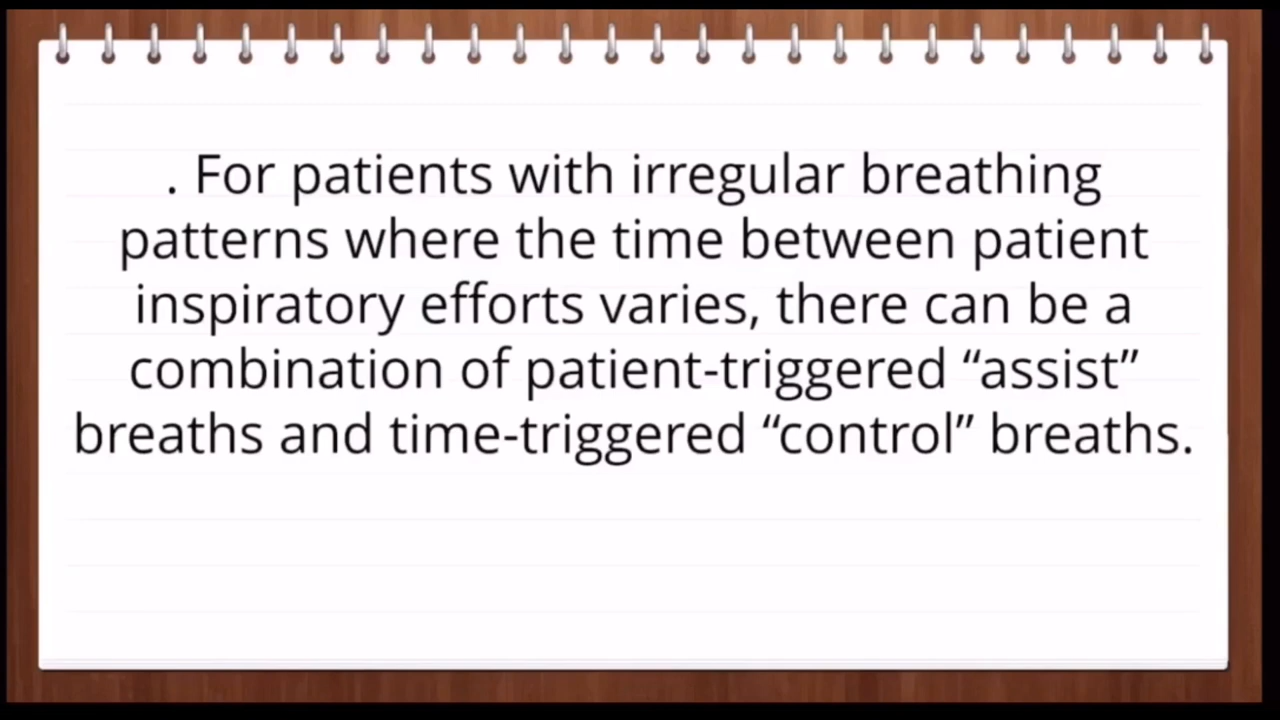 . For patients with irregular breathing
patterns where the time between patient
inspiratory efforts varies, there can be a
combination of patient-triggered “assist”
breaths and time-triggered “control” breaths.